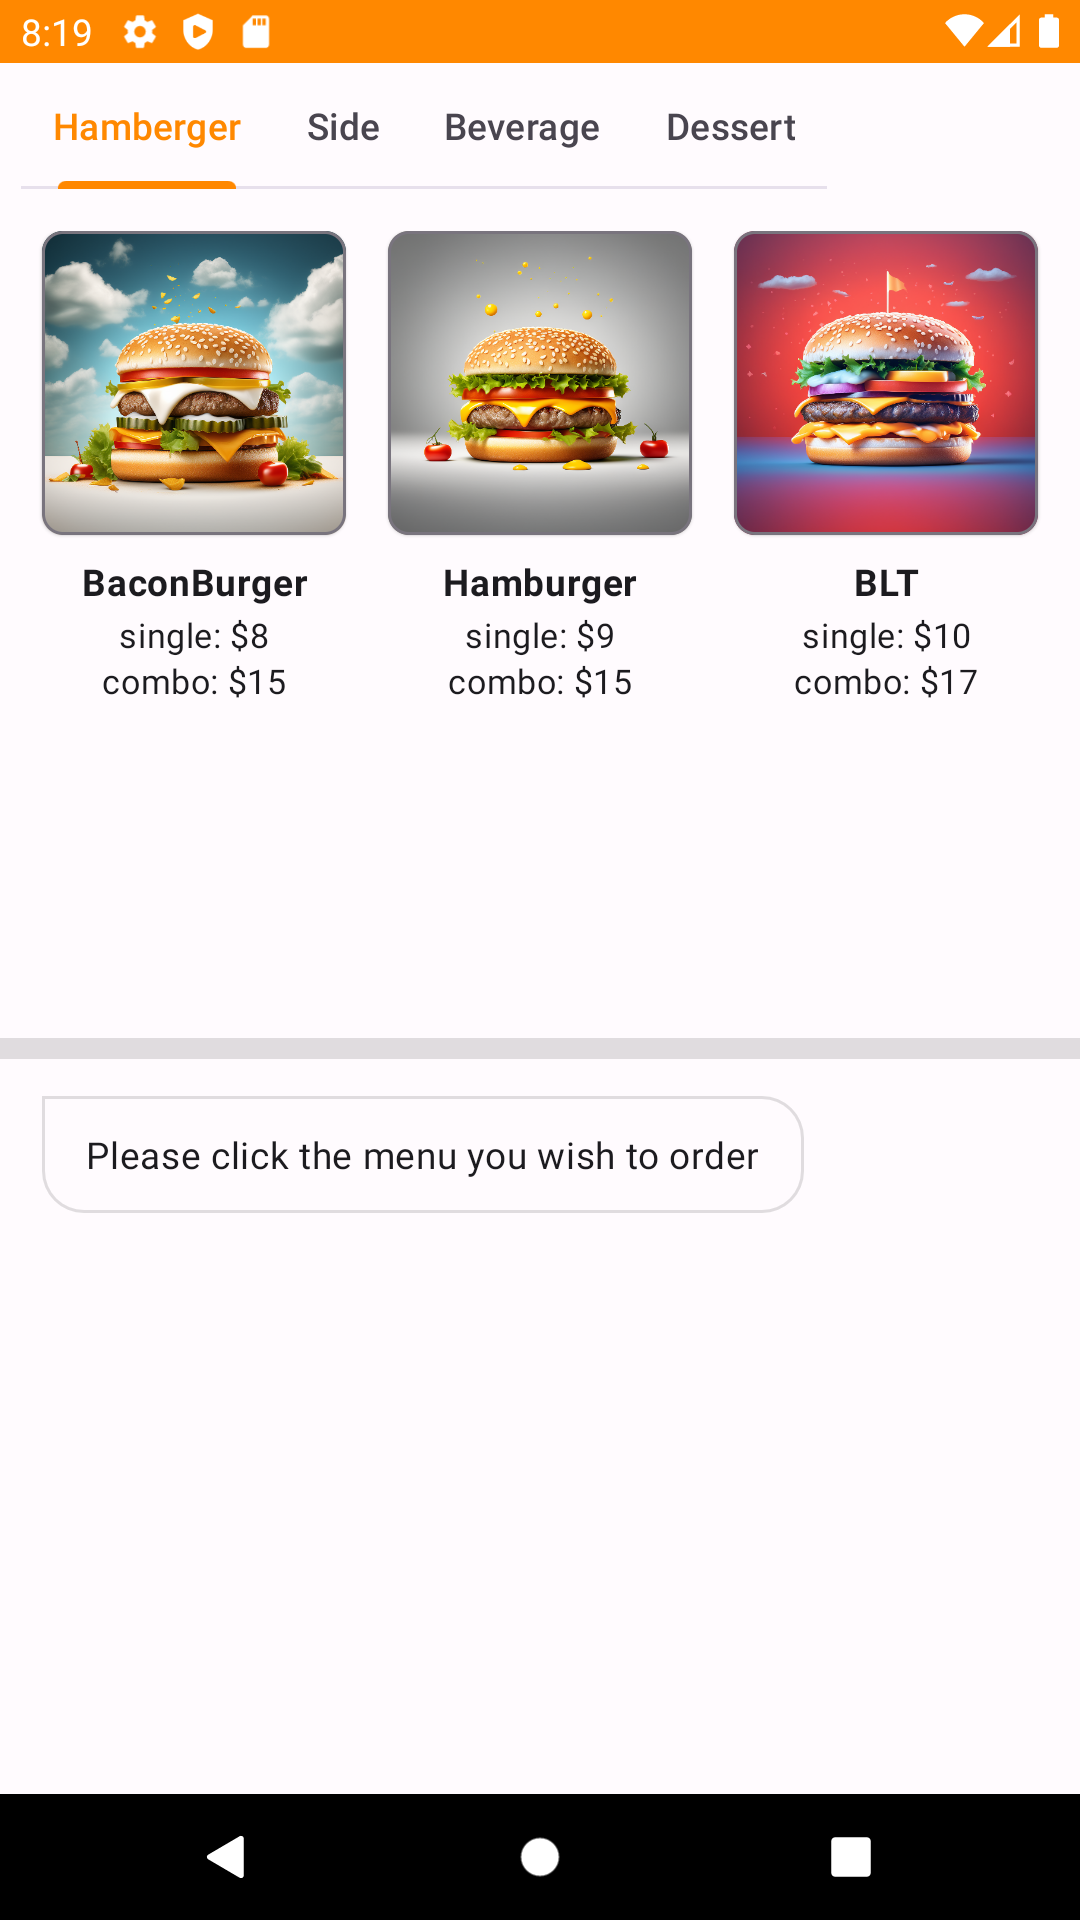 8:19
Hamberger Side Beverage Dessert
BaconBurger Hamburger BLT
single: $8 single: $9 single: $10
combo: $15 combo: $15 combo: $17
Please click the menu you wish to order